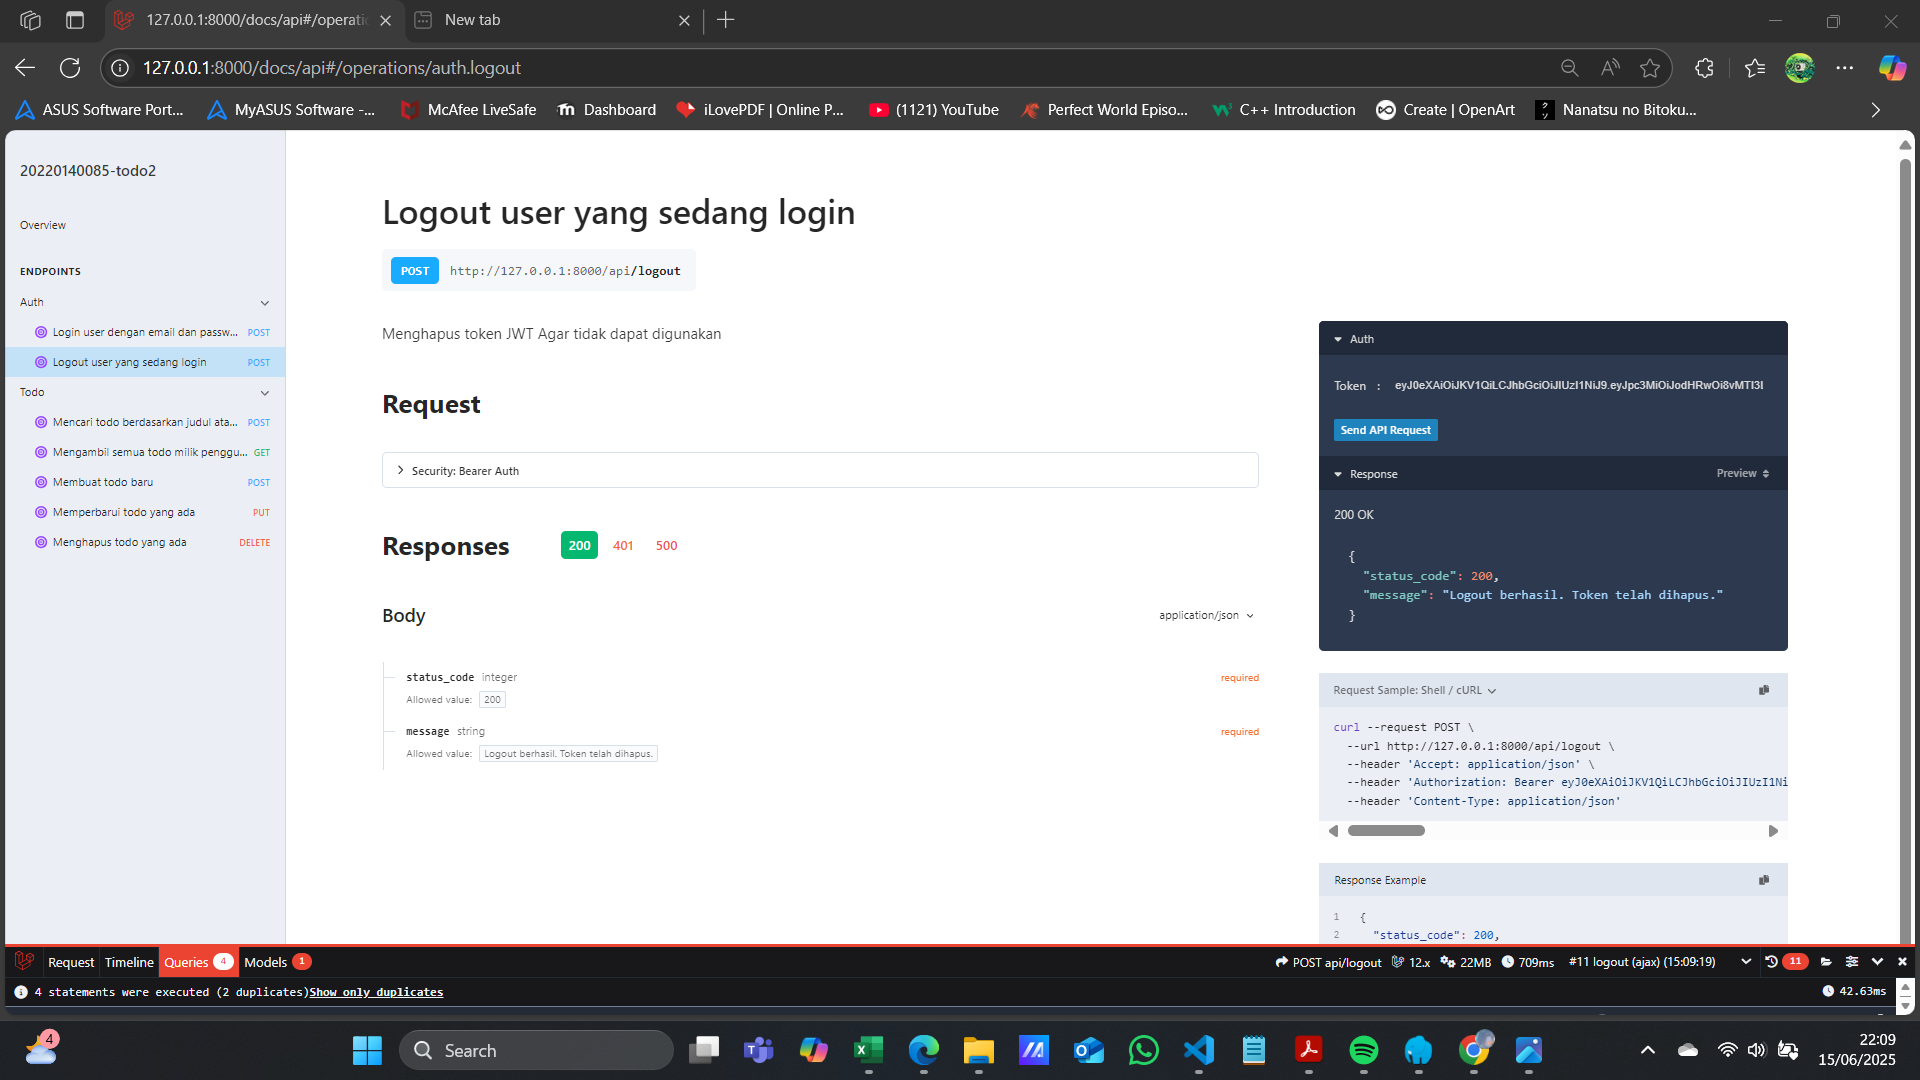 127.0.0.1:8000/docs/api#/operati
New tab
127.0.0.1:8000/docs/api#/operations/auth.logout
ASUS Software Port...
MyASUS Software -...
McAfee LiveSafe
Dashboard
iLovePDF | Online P...
(1121) YouTube
Perfect World Episo...
C++ Introduction
Create | OpenArt
Nanatsu no Bitoku...
20220140085-todo2
Overview
ENDPOINTS
Auth
Login user dengan email dan passw... POST
Logout user yang sedang login POST
Todo
Mencari todo berdasarkan judul ata... POST
Mengambil semua todo milik penggu... GET
Membuat todo baru POST
Memperbarui todo yang ada PUT
Menghapus todo yang ada DELETE
Logout user yang sedang login
POST http://127.0.0.1:8000/api/logout
Menghapus token JWT Agar tidak dapat digunakan
Request
Security: Bearer Auth
Responses 200 401 500
Body application/json
status_code integer required
Allowed value: 200
message string required
Allowed value: Logout berhasil. Token telah dihapus.
Auth
Token : eyJ0eXAiOiJKV1QiLCJhbGciOiJIUzI1NiJ9.eyJpc3MiOiJodHRwOi8vMTI3I
Send API Request
Response Preview
200 OK
{
"status_code": 200,
"message": "Logout berhasil. Token telah dihapus."
}
Request Sample: Shell / cURL
curl --request POST \
--url http://127.0.0.1:8000/api/logout \
--header 'Accept: application/json' \
--header 'Authorization: Bearer eyJ0eXAiOiJKV1QiLCJhbGciOiJIUzI1Ni
--header 'Content-Type: application/json'
Response Example
1 {
2 "status_code": 200,
Request Timeline Queries 4 Models 1
POST api/logout 12.x 22MB 709ms #11 logout (ajax) (15:09:19) 11
4 statements were executed (2 duplicates)Show only duplicates
42.63ms
4
Search
22:09
15/06/2025